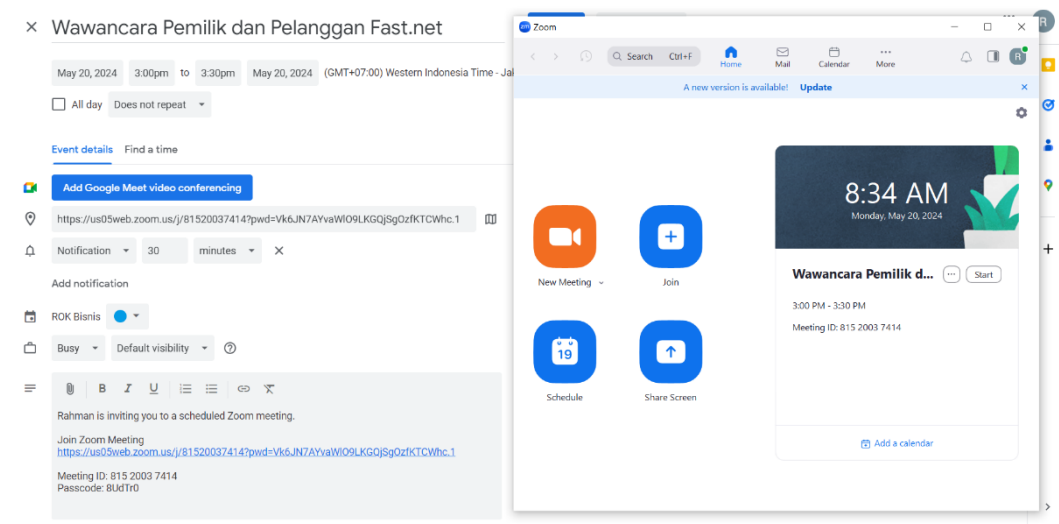 Wawancara Pemilik dan Pelanggan Fast.net
May 20, 2024 3:00pm to 3:30pm May 20, 2024 (GMT+07:00) Western Indonesia Time - Jak
All day Does not repeat
Event details Find a time
Add Google Meet video conferencing
https://us05web.zoom.us/j/81520037414?pwd=Vk6JN7AYvaWlO9LKGQjSgOzfKTCWhc.1
Notification 30 minutes
Add notification
ROK Bisnis
Busy Default visibility
B I U
Rahman is inviting you to a scheduled Zoom meeting.
Join Zoom Meeting
https://us05web.zoom.us/j/81520037414?pwd=Vk6JN7AYvaWlO9LKGQjSgOzfKTCWhc.1
Meeting ID: 815 2003 7414
Passcode: 8UdTr0
zm Zoom
R
Search Ctrl+F
Home
Mail
Calendar
More
R
A new version is available! Update
New Meeting
Join
19
Schedule
Share Screen
8:34 AM
Monday, May 20, 2024
Wawancara Pemilik d... Start
3:00 PM - 3:30 PM
Meeting ID: 815 2003 7414
Add a calendar